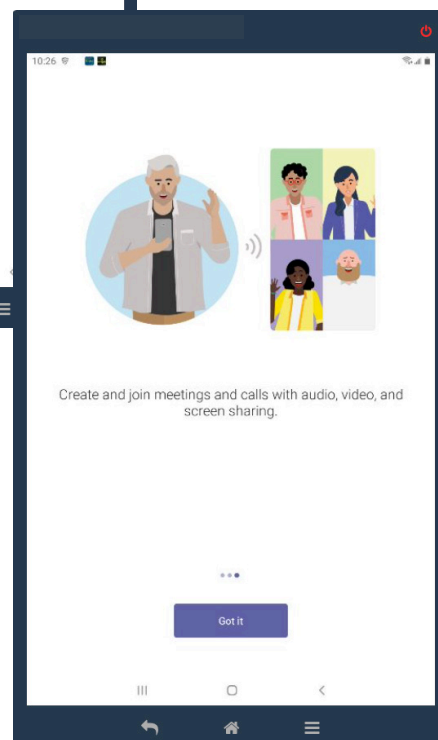 10:26
Create and join meetings and calls with audio, video, and
screen sharing.
Got it